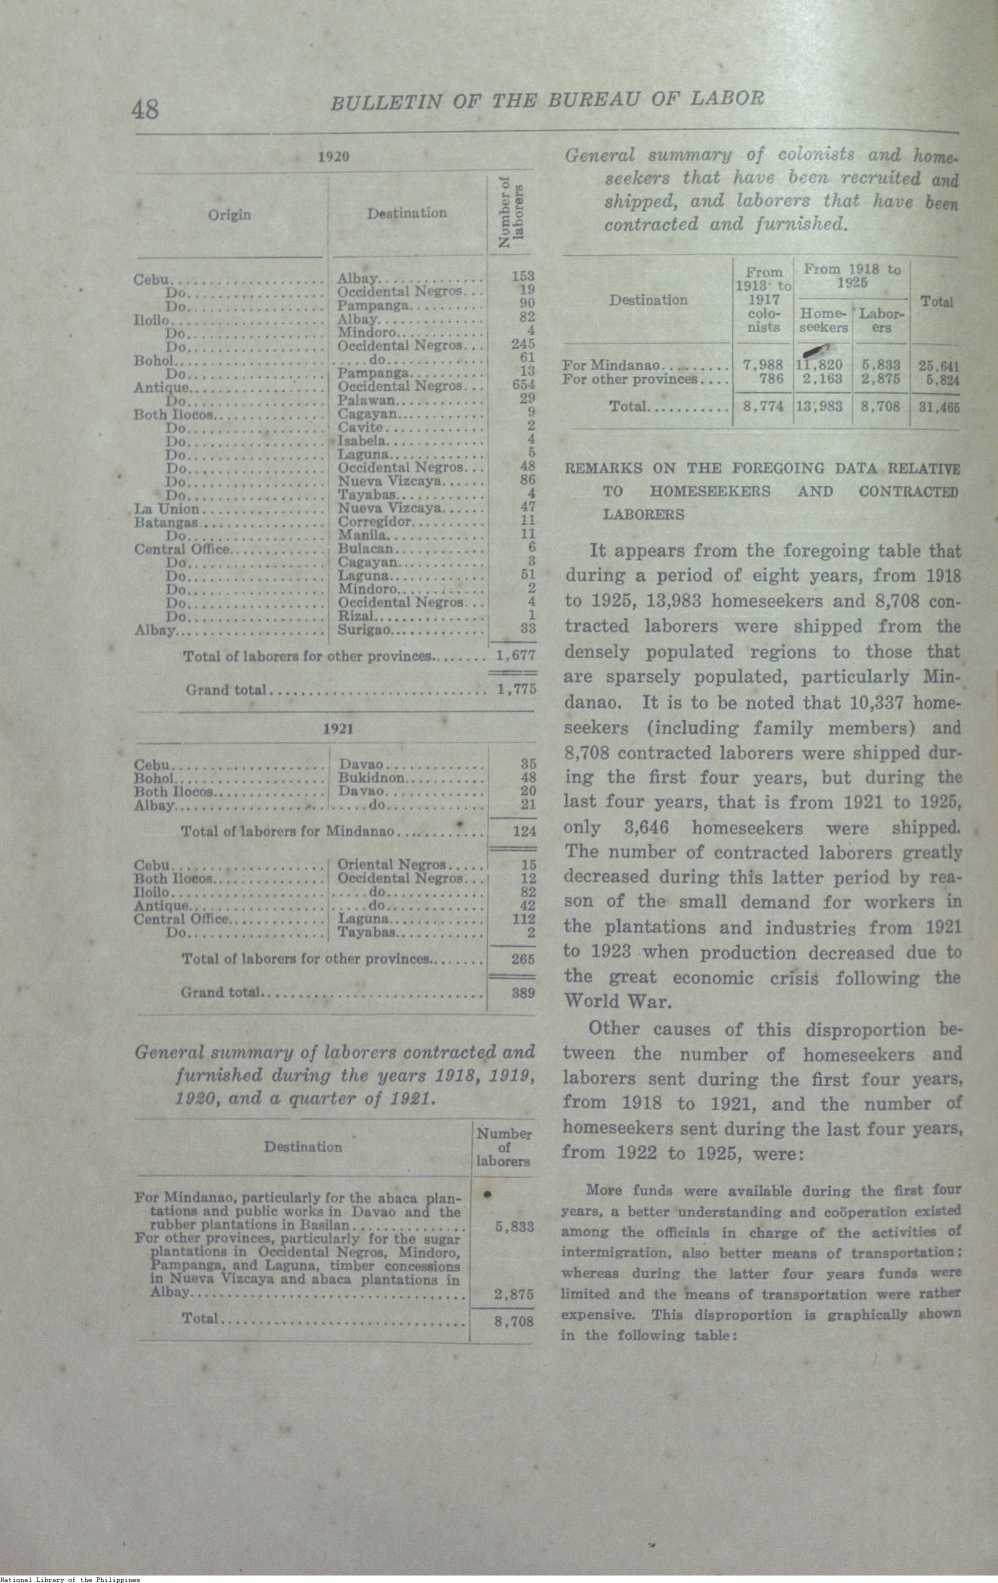 48
BULLETIN OF THE BUREAU OF LABOR
1920
Origin Destination Number of laborers
Cebu Albay 153
Do Occidental Negros 19
Do Pampanga 90
Iloilo Albay 82
Do Mindoro 4
Do Occidental Negros 245
Bohol do 61
Do Pampanga 13
Antique Occidental Negros 654
Do Palawan 29
Both Ilocos Cagayan 9
Do Cavite 2
Do Isabela 4
Do Laguna 5
Do Occidental Negros 48
Do Nueva Vizcaya 86
Do Tayabas 4
La Union Nueva Vizcaya 47
Batangas Corregidor 11
Do Manila 11
Central Office Bulacan 6
Do Cagayan 3
Do Laguna 51
Do Mindoro 2
Do Occidental Negros 4
Do Rizal 1
Albay Surigao 33
Total of laborers for other provinces 1,677
Grand total 1,775
1921
Cebu Davao 35
Bohol Bukidnon 48
Both Ilocos Davao 20
Albay do 21
Total of laborers for Mindanao 124
Cebu Oriental Negros 15
Both Ilocos Occidental Negros 12
Iloilo do 82
Antique do 42
Central Office Laguna 112
Do Tayabas 2
Total of laborers for other provinces 265
Grand total 389
General summary of laborers contracted and
furnished during the years 1918, 1919,
1920, and a quarter of 1921.
Destination Number of laborers
For Mindanao, particularly for the abaca plan-
tations and public works in Davao and the
rubber plantations in Basilan 5,833
For other provinces, particularly for the sugar
plantations in Occidental Negros, Mindoro,
Pampanga, and Laguna, timber concessions
in Nueva Vizcaya and abaca plantations in
Albay 2,875
Total 8,708
General summary of colonists and home-
seekers that have been recruited and
shipped, and laborers that have been
contracted and furnished.
Destination From 1913 to 1917 colo-nists From 1918 to 1925 Home-seekers Labor-ers Total
For Mindanao 7,988 11,820 5,833 25,641
For other provinces 786 2,163 2,875 5,824
Total 8,774 13,983 8,708 31,465
REMARKS ON THE FOREGOING DATA RELATIVE
TO HOMESEEKERS AND CONTRACTED
LABORERS
It appears from the foregoing table that
during a period of eight years, from 1918
to 1925, 13,983 homeseekers and 8,708 con-
tracted laborers were shipped from the
densely populated regions to those that
are sparsely populated, particularly Min-
danao. It is to be noted that 10,337 home-
seekers (including family members) and
8,708 contracted laborers were shipped dur-
ing the first four years, but during the
last four years, that is from 1921 to 1925,
only 3,646 homeseekers were shipped.
The number of contracted laborers greatly
decreased during this latter period by rea-
son of the small demand for workers in
the plantations and industries from 1921
to 1923 when production decreased due to
the great economic crisis following the
World War.
Other causes of this disproportion be-
tween the number of homeseekers and
laborers sent during the first four years,
from 1918 to 1921, and the number of
homeseekers sent during the last four years,
from 1922 to 1925, were:
More funds were available during the first four
years, a better understanding and coöperation existed
among the officials in charge of the activities of
intermigration, also better means of transportation;
whereas during the latter four years funds were
limited and the means of transportation were rather
expensive. This disproportion is graphically shown
in the following table:
National Library of the Philippines